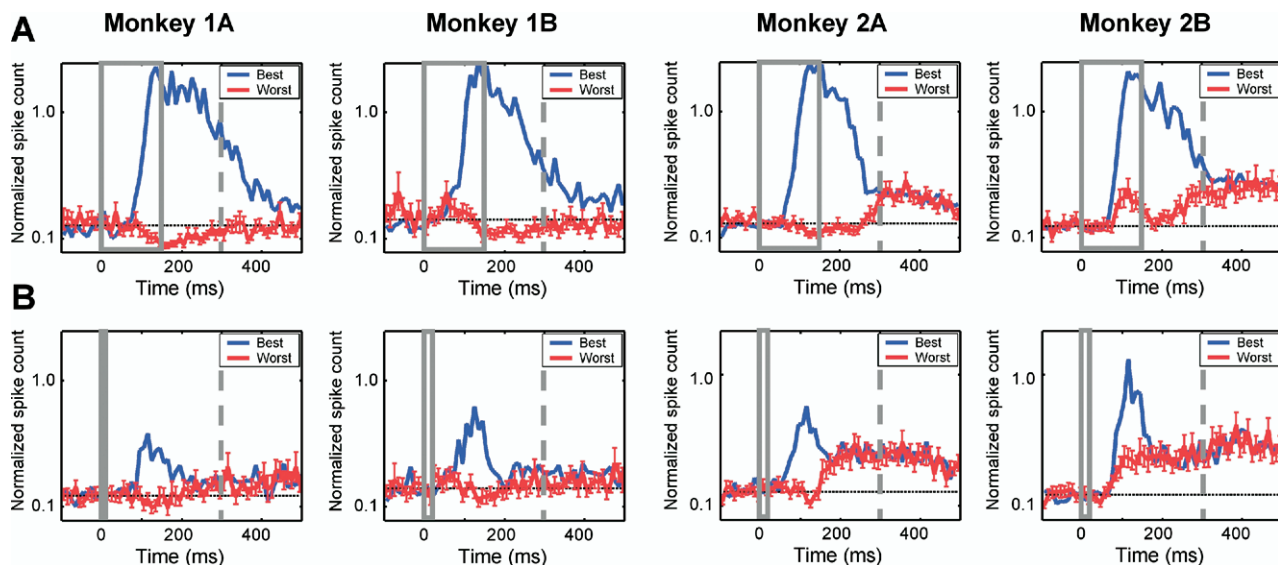 Monkey 1A Monkey 1B Monkey 2A Monkey 2B
A
Normalized spike count
1.0
0.1
Best
Worst
0 200 400
Time (ms)
Normalized spike count
1.0
0.1
Best
Worst
0 200 400
Time (ms)
Normalized spike count
1.0
0.1
Best
Worst
0 200 400
Time (ms)
Normalized spike count
1.0
0.1
Best
Worst
0 200 400
Time (ms)
B
Normalized spike count
1.0
0.1
Best
Worst
0 200 400
Time (ms)
Normalized spike count
1.0
0.1
Best
Worst
0 200 400
Time (ms)
Normalized spike count
1.0
0.1
Best
Worst
0 200 400
Time (ms)
Normalized spike count
1.0
0.1
Best
Worst
0 200 400
Time (ms)